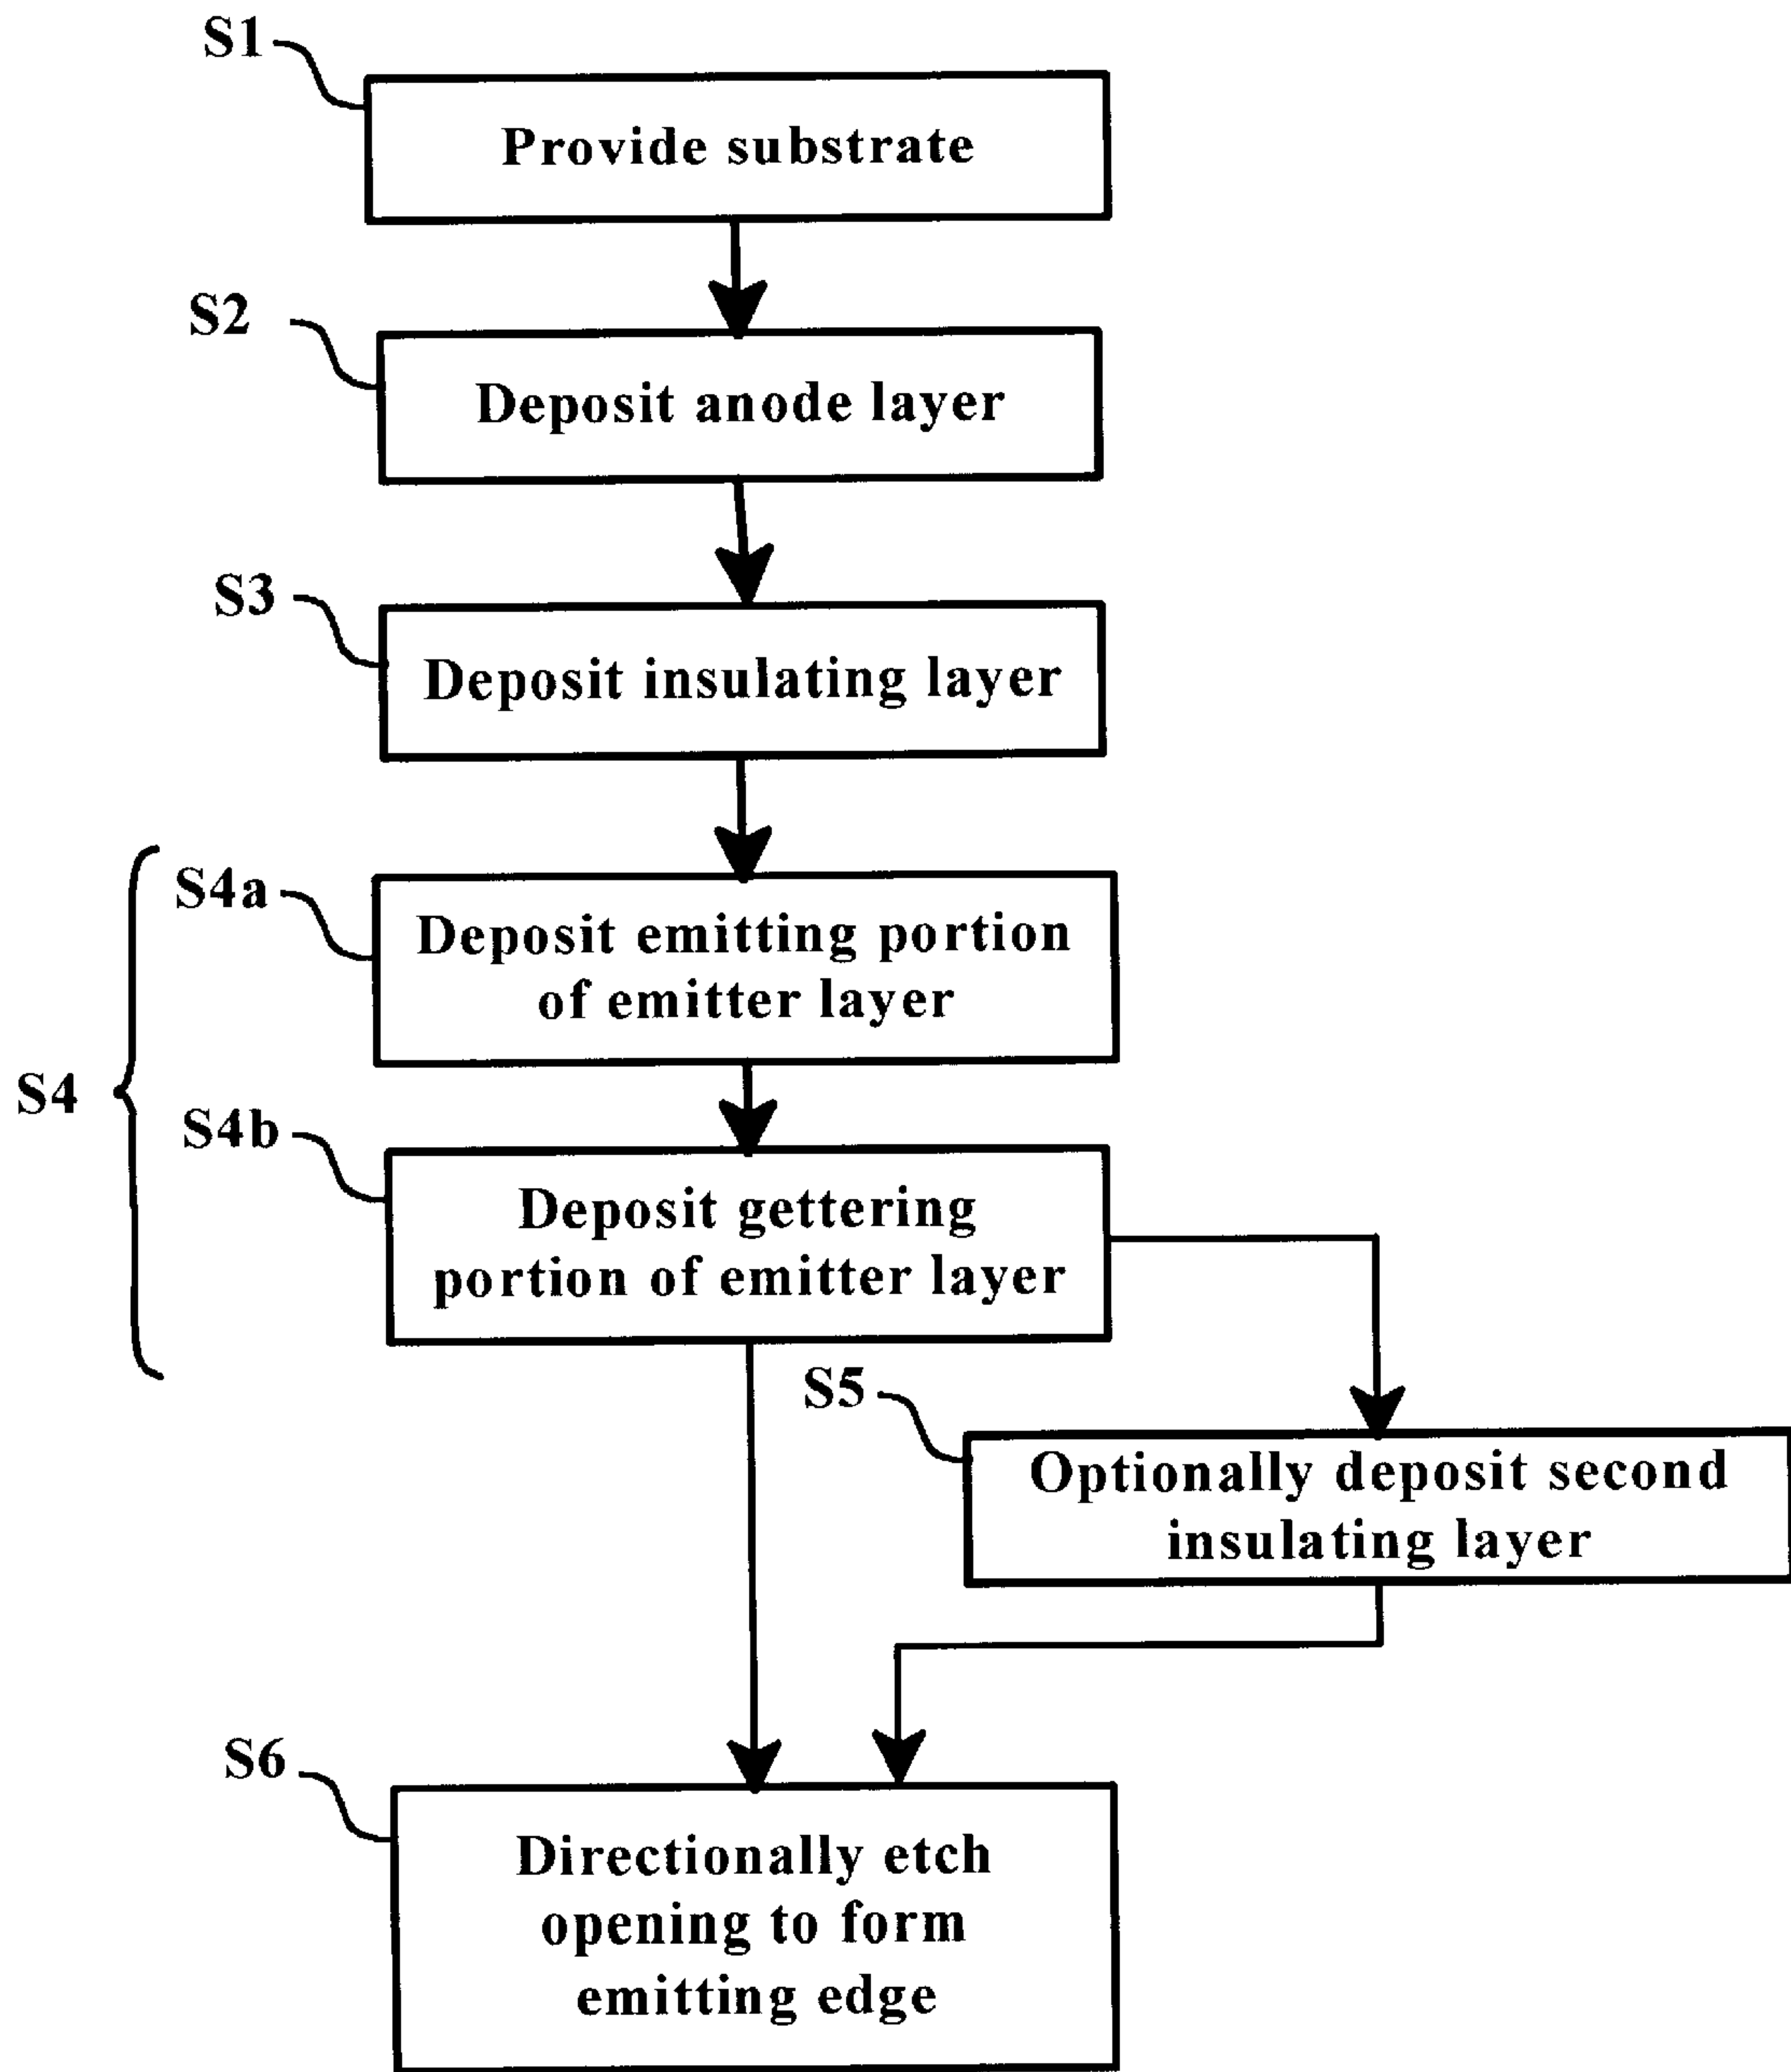 S1
Provide substrate
S2
Deposit anode layer
S3
Deposit insulating layer
S4
S4a
Deposit emitting portion
of emitter layer
S4b
Deposit gettering
portion of emitter layer
S5
Optionally deposit second
insulating layer
S6
Directionally etch
opening to form
emitting edge